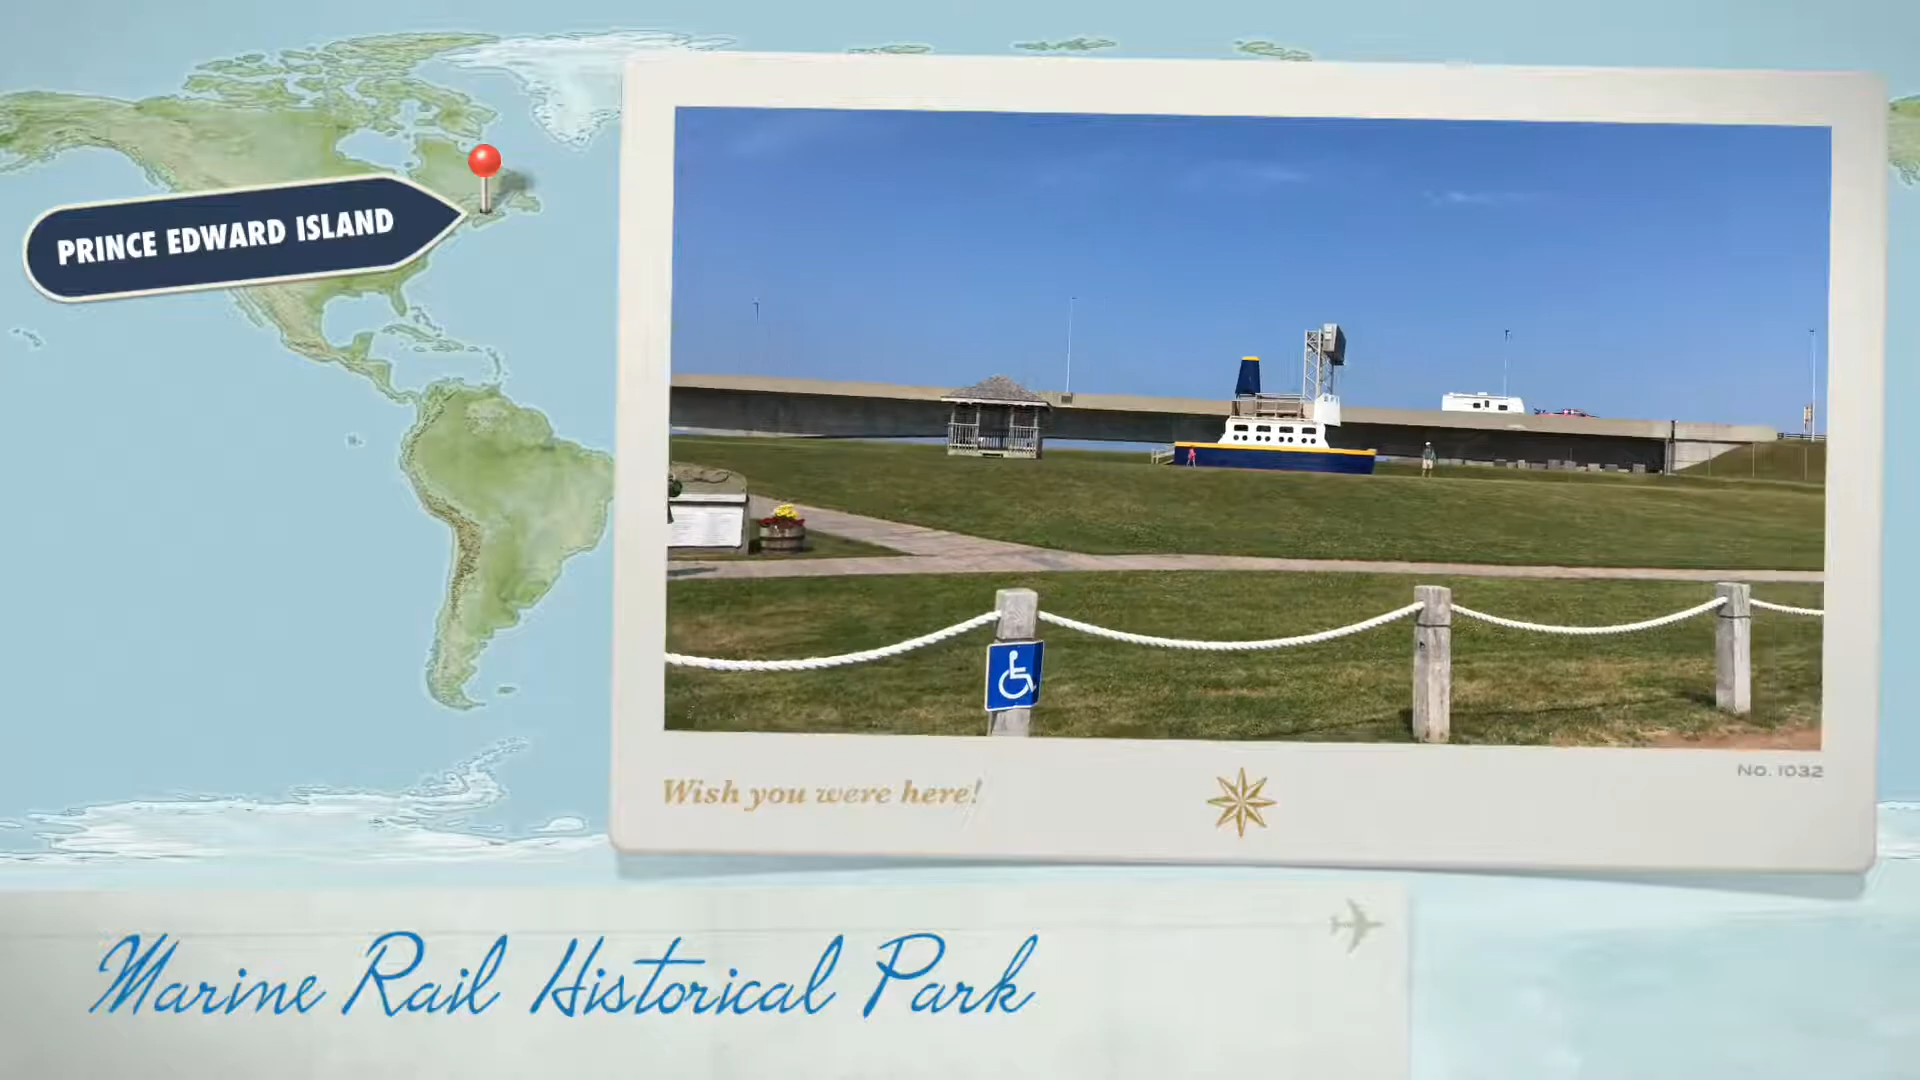 PRINCE EDWARD ISLAND
Wish you were here!
No. 1032
Marine Rail Historical Park